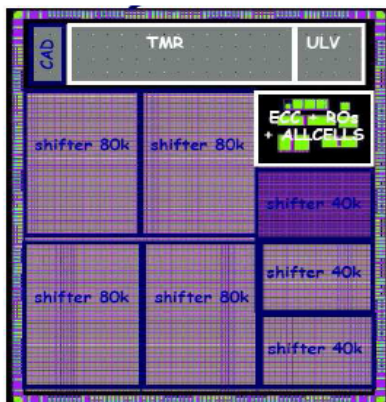 CAD
TMR
ULV
ECC + ROs
+ ALLCELLS
shifter 80k
shifter 80k
shifter 40k
shifter 40k
shifter 80k
shifter 80k
shifter 40k